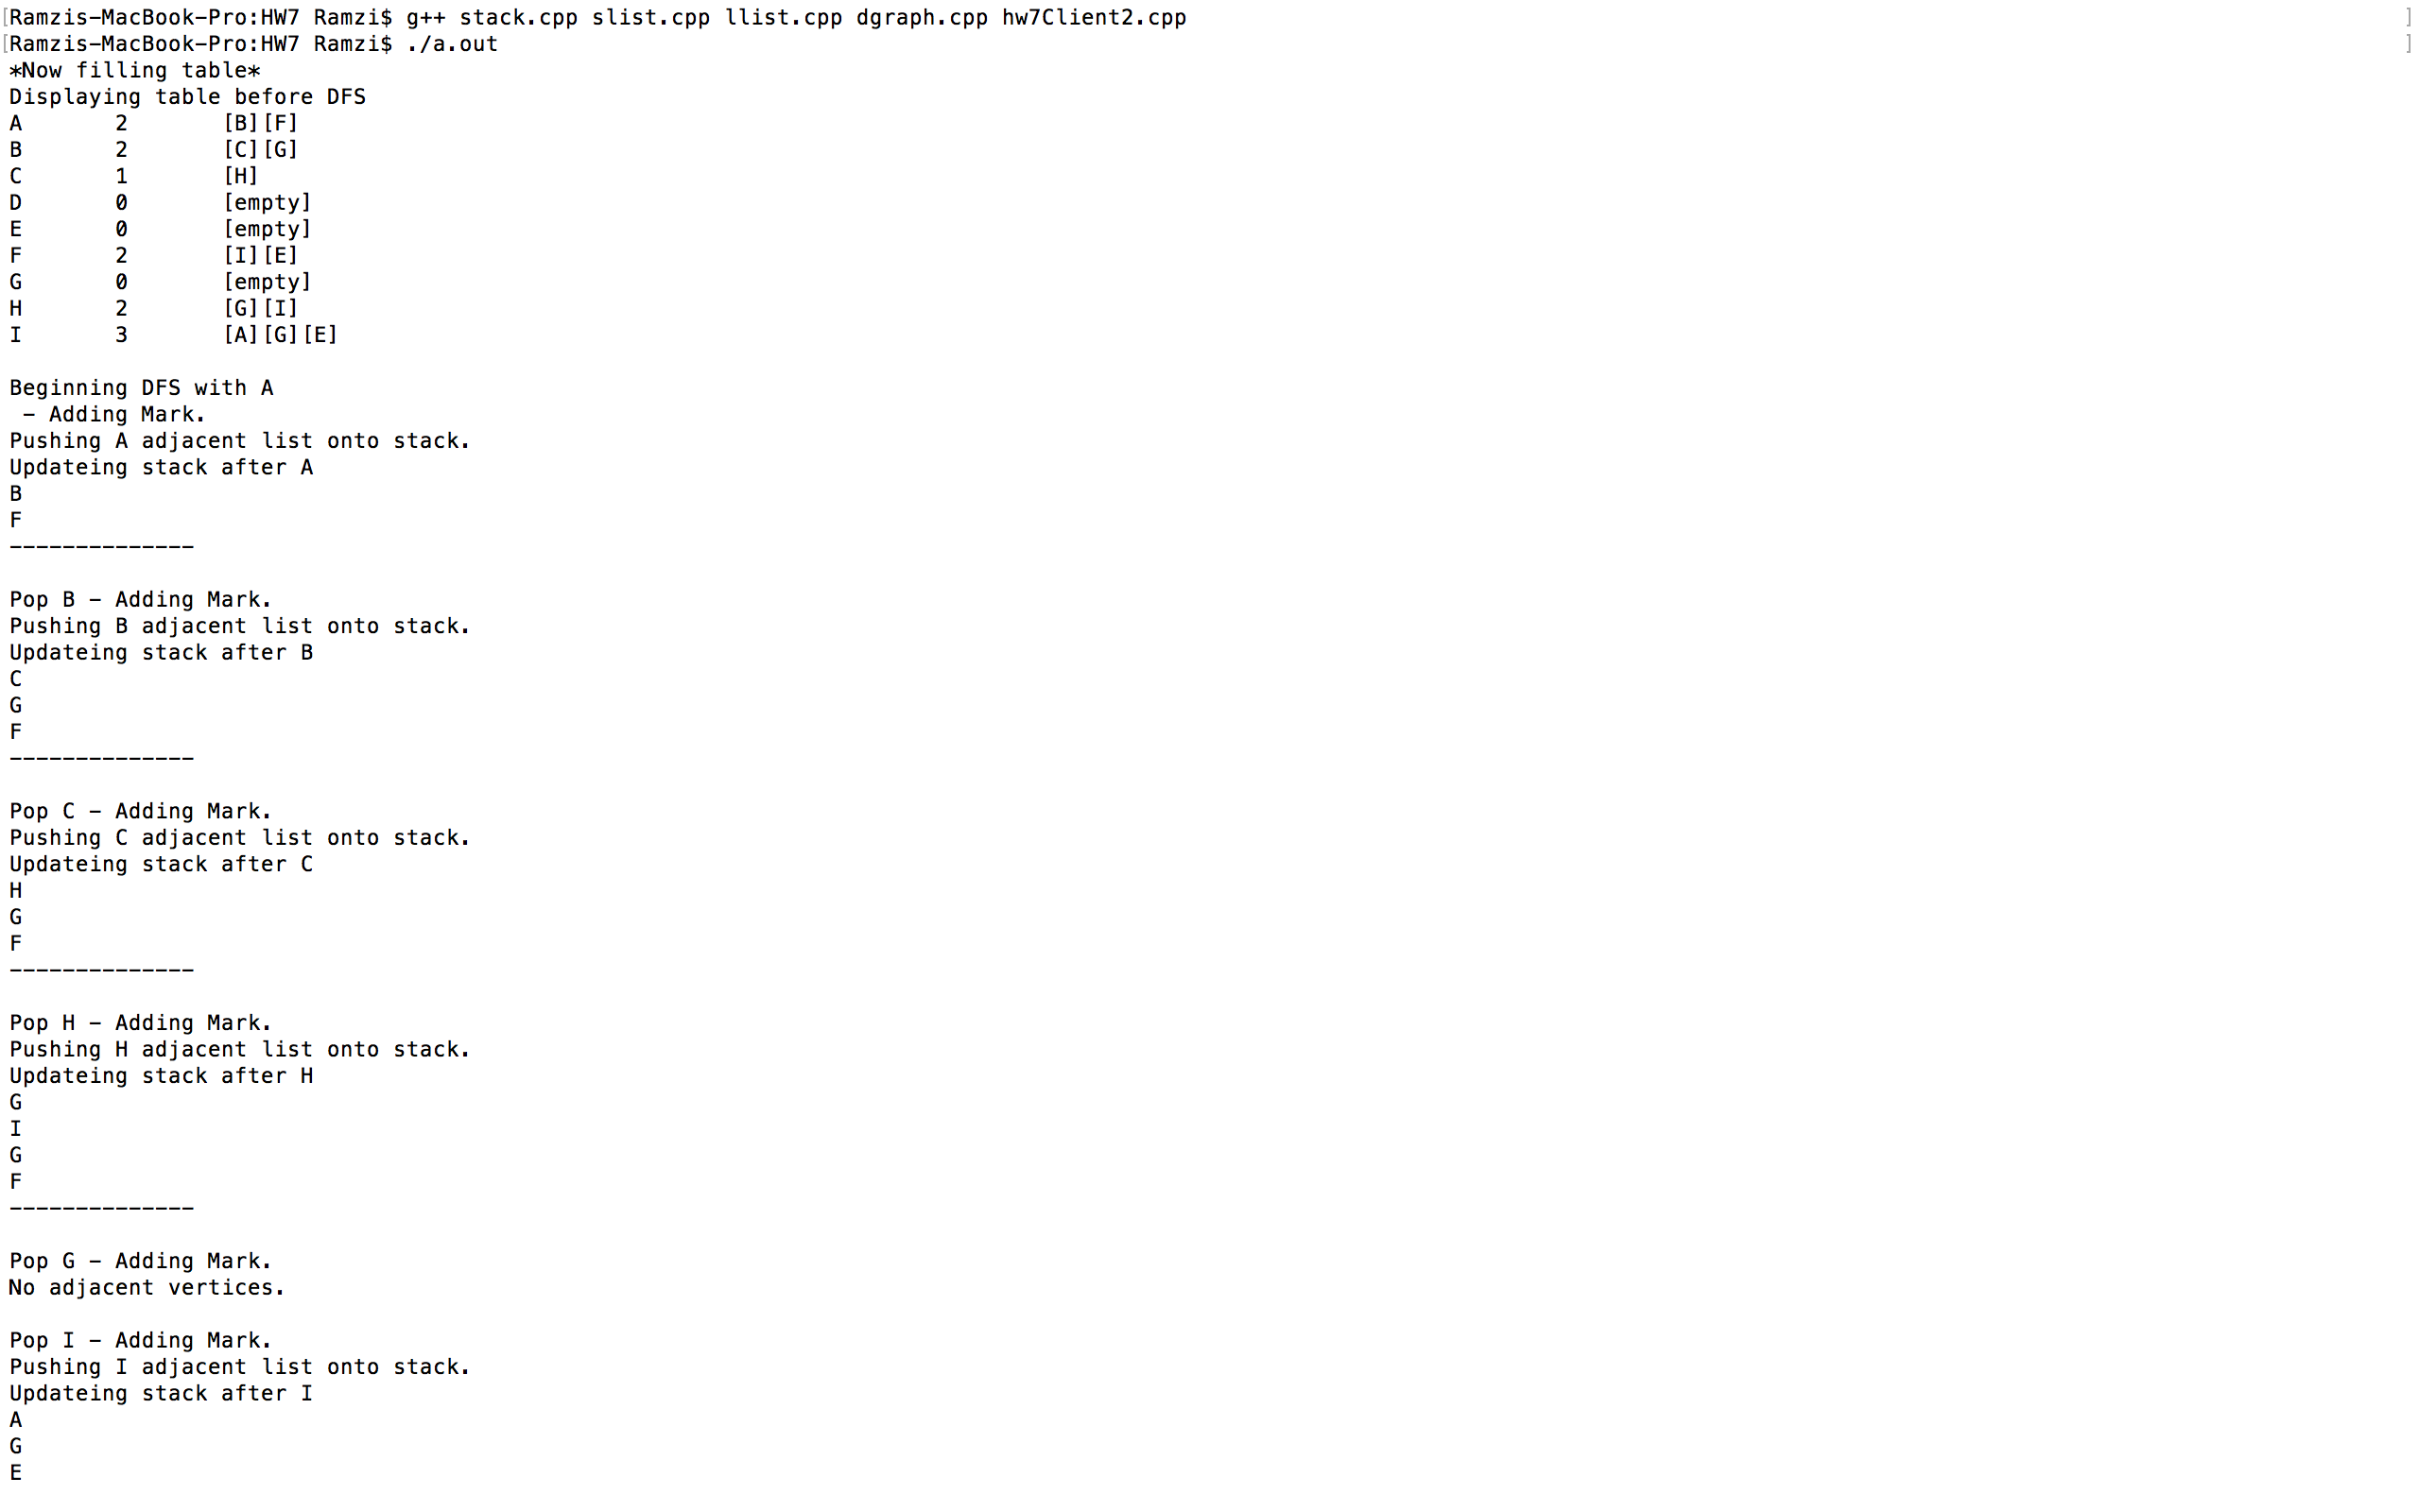 [Ramzis-MacBook-Pro:HW7 Ramzi$ g++ stack.cpp slist.cpp llist.cpp dgraph.cpp hw7Client2.cpp ]
[Ramzis-MacBook-Pro:HW7 Ramzi$ ./a.out ]
*Now filling table*
Displaying table before DFS
A 2 [B][F]
B 2 [C][G]
C 1 [H]
D 0 [empty]
E 0 [empty]
F 2 [I][E]
G 0 [empty]
H 2 [G][I]
I 3 [A][G][E]
Beginning DFS with A
 - Adding Mark.
Pushing A adjacent list onto stack.
Updateing stack after A
B
F
--------------
Pop B - Adding Mark.
Pushing B adjacent list onto stack.
Updateing stack after B
C
G
F
--------------
Pop C - Adding Mark.
Pushing C adjacent list onto stack.
Updateing stack after C
H
G
F
--------------
Pop H - Adding Mark.
Pushing H adjacent list onto stack.
Updateing stack after H
G
I
G
F
--------------
Pop G - Adding Mark.
No adjacent vertices.
Pop I - Adding Mark.
Pushing I adjacent list onto stack.
Updateing stack after I
A
G
E